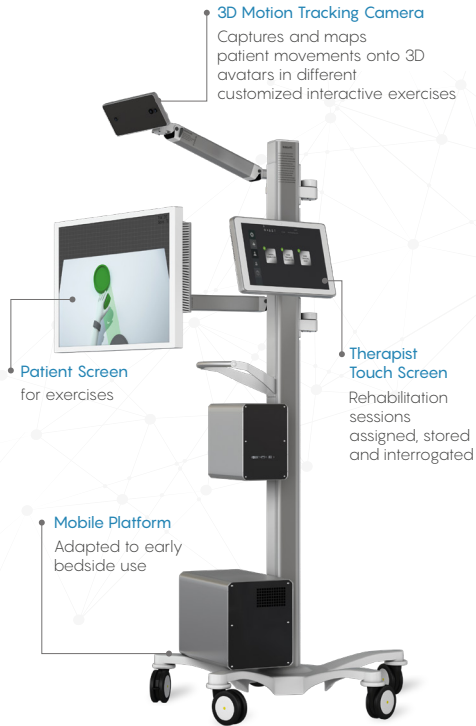 3D Motion Tracking Camera
Captures and maps
patient movements onto 3D
avatars in different
customized interactive exercises
Patient Screen
for exercises
Therapist
Touch Screen
Rehabilitation
sessions
assigned, stored
and interrogated
Mobile Platform
Adapted to early
bedside use